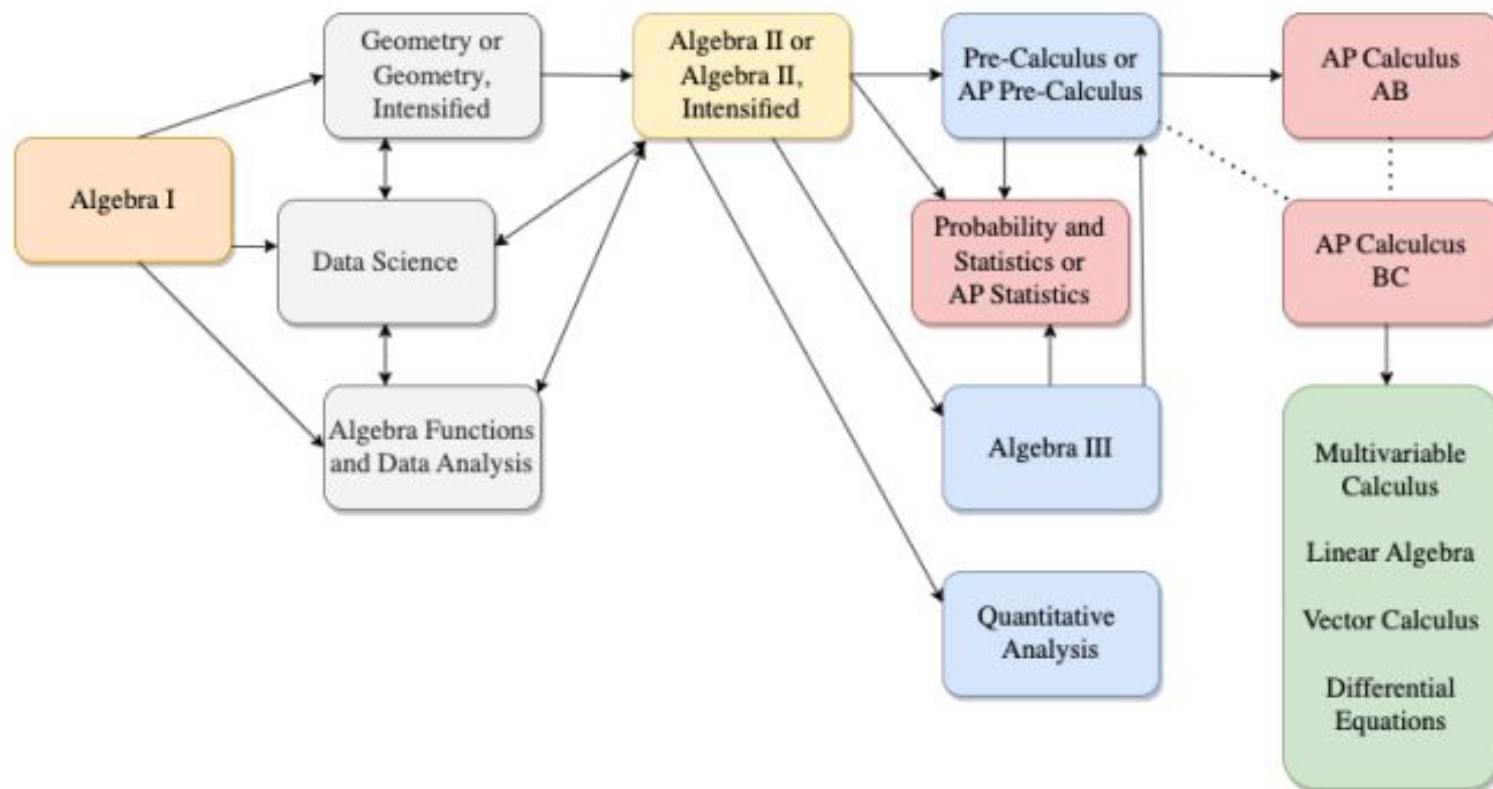 Geometry or
Geometry,
Intensified
Algebra II or
Algebra II,
Intensified
Pre-Calculus or
AP Pre-Calculus
AP Calculus
AB
Algebra I
Data Science
Probability and
Statistics or
AP Statistics
AP Calculcus
BC
Algebra Functions
and Data Analysis
Algebra III
Multivariable
Calculus
Linear Algebra
Vector Calculus
Differential
Equations
Quantitative
Analysis